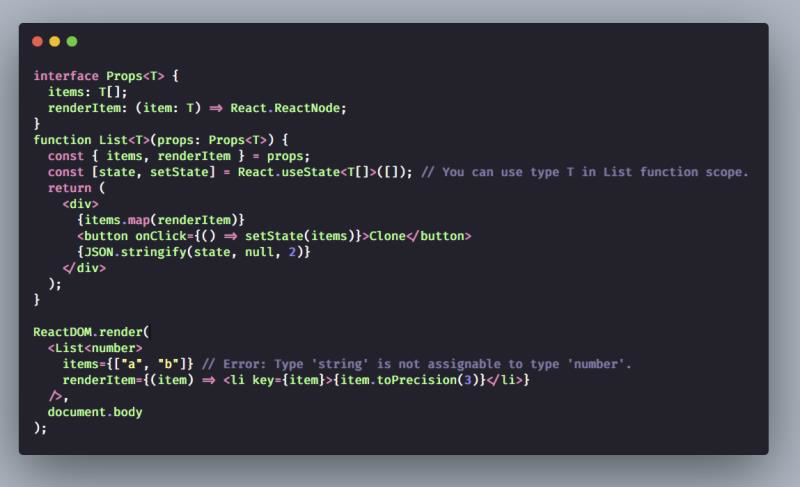 interface Props<T> {
  items: T[];
  renderItem: (item: T) => React.ReactNode;
}
function List<T>(props: Props<T>) {
  const { items, renderItem } = props;
  const [state, setState] = React.useState<T[]>([]); // You can use type T in List function scope.
  return (
    <div>
      {items.map(renderItem)}
      <button onClick={() => setState(items)}>Clone</button>
      {JSON.stringify(state, null, 2)}
    </div>
  );
}

ReactDOM.render(
  <List<number>
    items={["a", "b"]} // Error: Type 'string' is not assignable to type 'number'.
    renderItem={(item) => <li key={item}>{item.toPrecision(3)}</li>}
  />,
  document.body
);